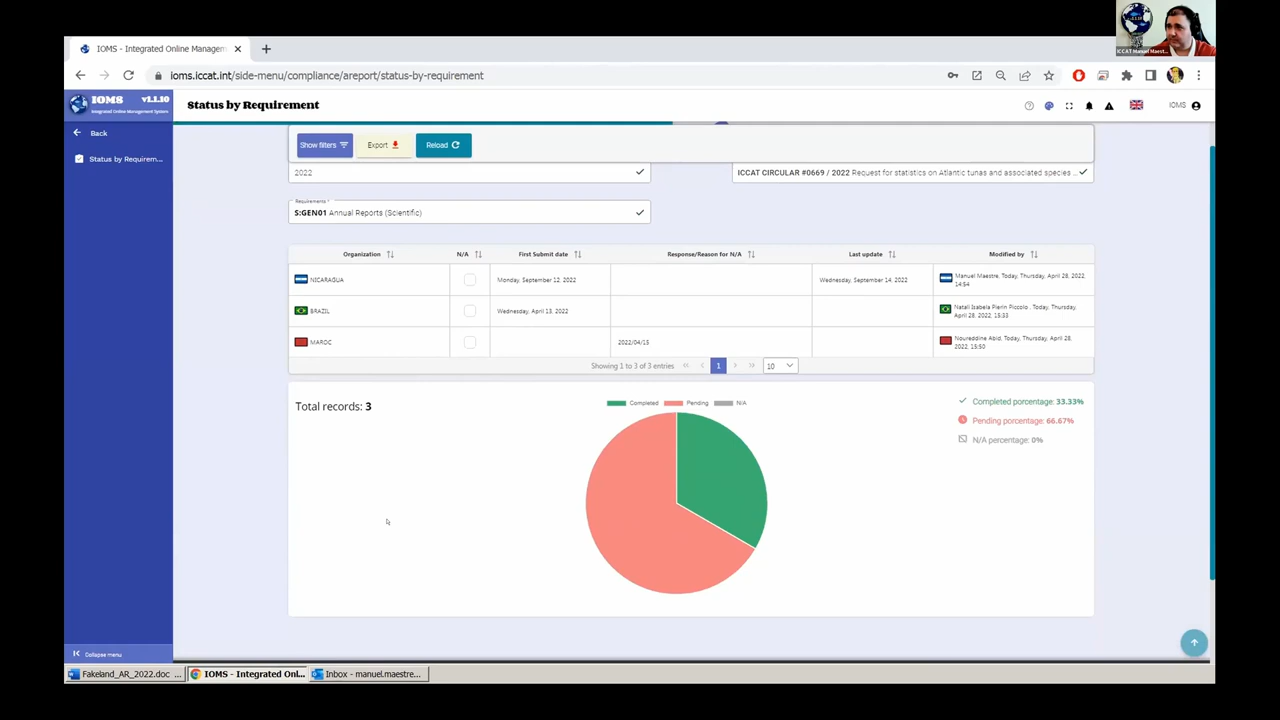 IOMS - Integrated Online Managem
ioms.iccat.int/side-menu/compliance/areport/status-by-requirement
ICCAT Manuel Maest...
IOMS v1.1.10
Integrated Online Management System
Status by Requirement
IOMS
Back
Status by Requirem...
Show filters
Export
Reload
2022
ICCAT CIRCULAR #0669 / 2022 Request for statistics on Atlantic tunas and associated species ...
Requirements *
S:GEN01 Annual Reports (Scientific)
Organization N/A First Submit date Response/Reason for N/A Last update Modified by
NICARAGUA Monday, September 12, 2022 Wednesday, September 14, 2022 Manuel Maestre, Today, Thursday, April 28, 2022, 14:54
BRAZIL Wednesday, April 13, 2022 Natali Isabela Pierin Piccolo , Today, Thursday, April 28, 2022, 15:33
MAROC 2022/04/15 Noureddine Abid, Today, Thursday, April 28, 2022, 15:50
Showing 1 to 3 of 3 entries 1 10
Total records: 3
Completed Pending N/A
Completed porcentage: 33.33%
Pending porcentage: 66.67%
N/A percentage: 0%
Collapse menu
Fakeland_AR_2022.doc ...
IOMS - Integrated Onl...
Inbox - manuel.maestre...